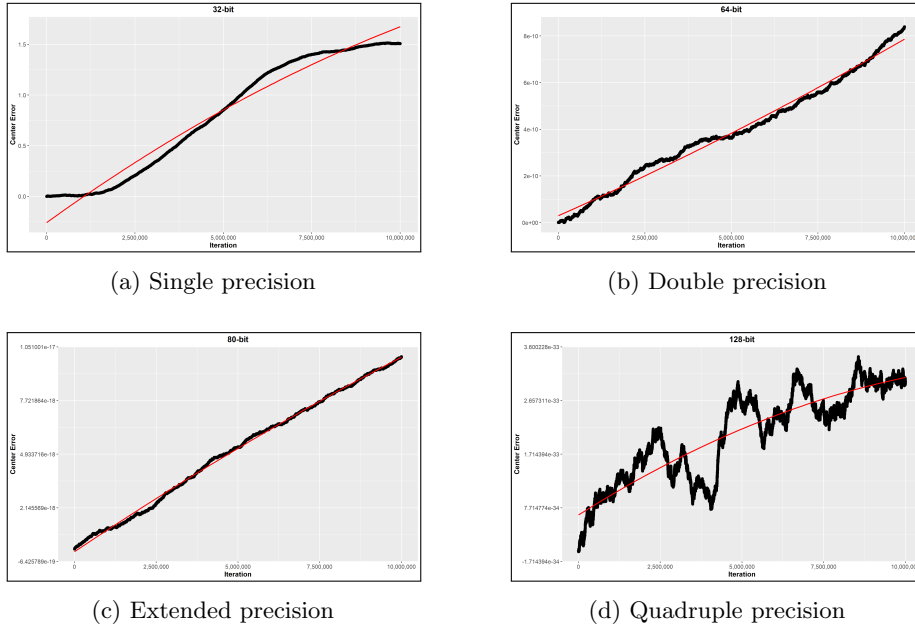 32-bit
Center Error
1.5
1.0
0.5
0.0
0
2,500,000
5,000,000
7,500,000
10,000,000
Iteration
(a) Single precision
64-bit
Center Error
8e-10
6e-10
4e-10
2e-10
0e+00
0
2,500,000
5,000,000
7,500,000
10,000,000
Iteration
(b) Double precision
80-bit
Center Error
1.051001e-17
7.721864e-18
4.933716e-18
2.145569e-18
-6.425789e-19
0
2,500,000
5,000,000
7,500,000
10,000,000
Iteration
(c) Extended precision
128-bit
Center Error
3.600228e-33
2.657311e-33
1.714394e-33
7.714774e-34
-1.714394e-34
0
2,500,000
5,000,000
7,500,000
10,000,000
Iteration
(d) Quadruple precision